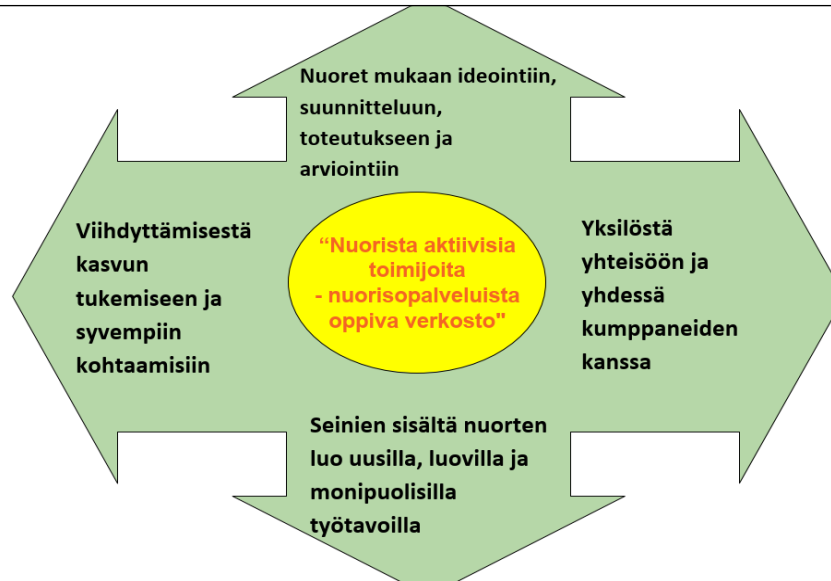 Nuoret mukaan ideointiin,
suunnitteluun,
toteutukseen ja
arviointiin
Viihdyttämisestä
kasvun
tukemiseen ja
syvempiin
kohtaamisiin
“Nuorista aktiivisia
toimijoita
- nuorisopalveluista
oppiva verkosto"
Yksilöstä
yhteisöön ja
yhdessä
kumppaneiden
kanssa
Seinien sisältä nuorten
luo uusilla, luovilla ja
monipuolisilla
työtavoilla